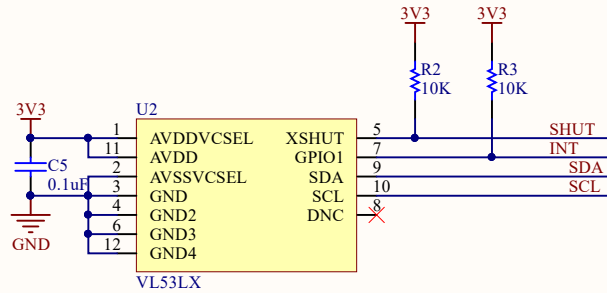 3V3 3V3
R2 R3
10K 10K
U2
3V3
1 AVDDVCSEL XSHUT 5 SHUT
11 AVDD GPIO1 7 INT
2 AVSSVCSEL SDA 9 SDA
3 GND SCL 10 SCL
4 GND2 DNC 8
6 GND3
12 GND4
C5
0.1uF
GND
VL53LX